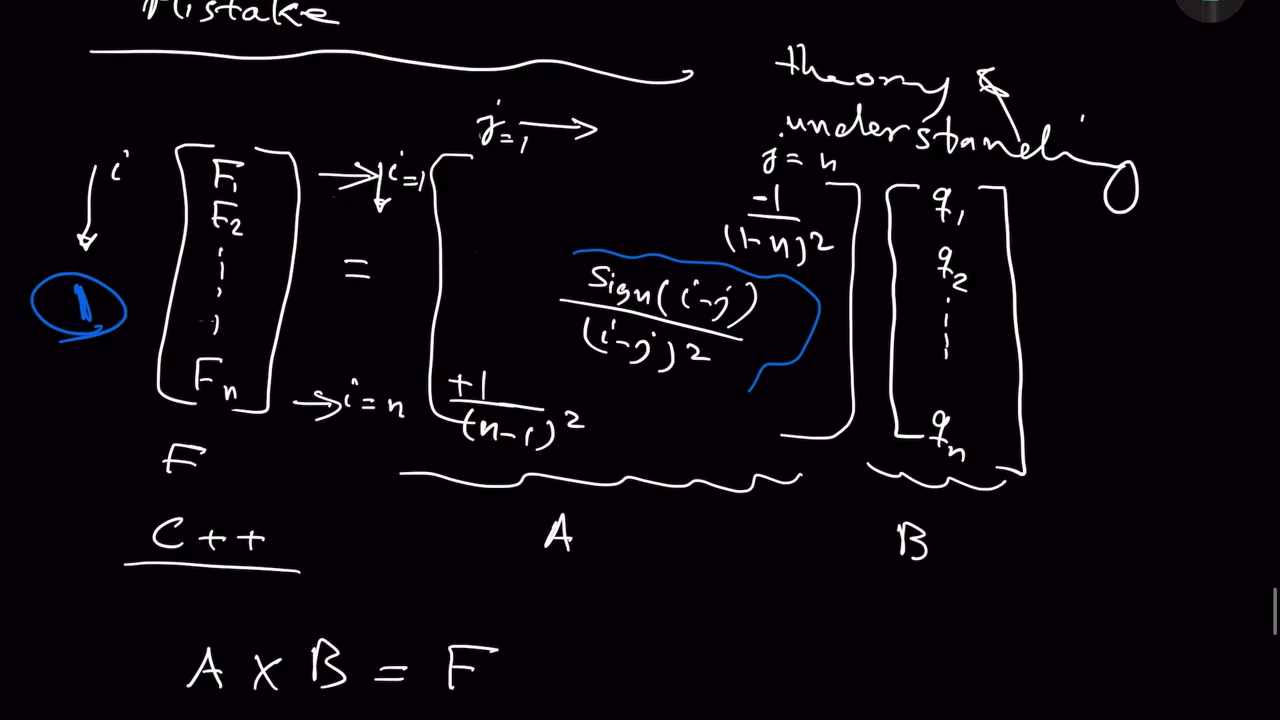 Mistake
theory &
understanding
j=1 →
j = n
i
F1
F2
Fn
→ i=1
→ i = n
=
-1/(1-n)²
Sign(i-j)/(i-j)²
+1/(n-1)²
q1
q2
qn
1
F
A
B
C++
A x B = F